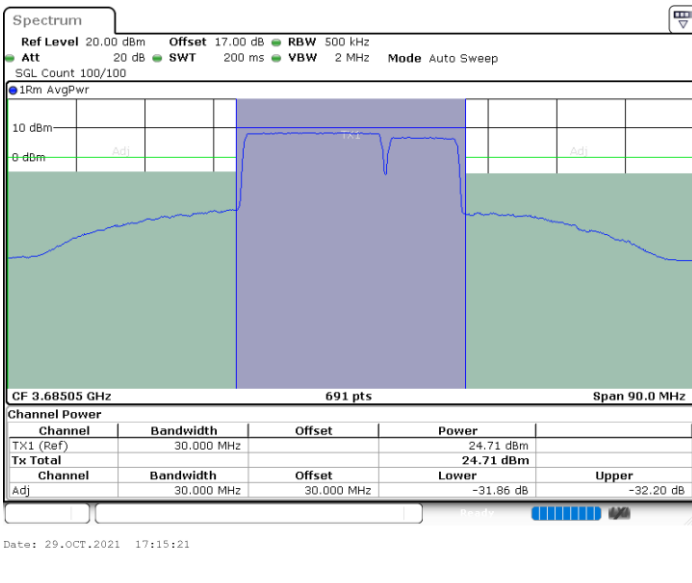 Spectrum
Ref Level 20.00 dBm Offset 17.00 dB RBW 500 kHz
Att 20 dB SWT 200 ms VBW 2 MHz Mode Auto Sweep
SGL Count 100/100
1Rm AvgPwr
10 dBm
TX1
0 dBm
Adj
Adj
CF 3.68505 GHz 691 pts Span 90.0 MHz
Channel Power
Channel Bandwidth Offset Power
TX1 (Ref) 30.000 MHz 24.71 dBm
Tx Total 24.71 dBm
Channel Bandwidth Offset Lower Upper
Adj 30.000 MHz 30.000 MHz -31.86 dB -32.20 dB
Ready
Date: 29.OCT.2021 17:15:21